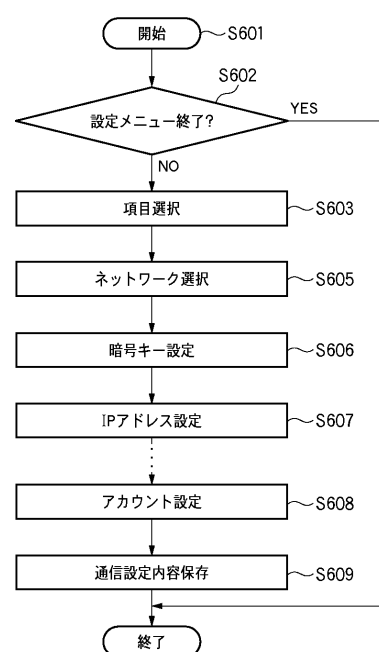 開始
S601
S602
設定メニュー終了?
YES
NO
項目選択
S603
ネットワーク選択
S605
暗号キー設定
S606
IPアドレス設定
S607
アカウント設定
S608
通信設定内容保存
S609
終了